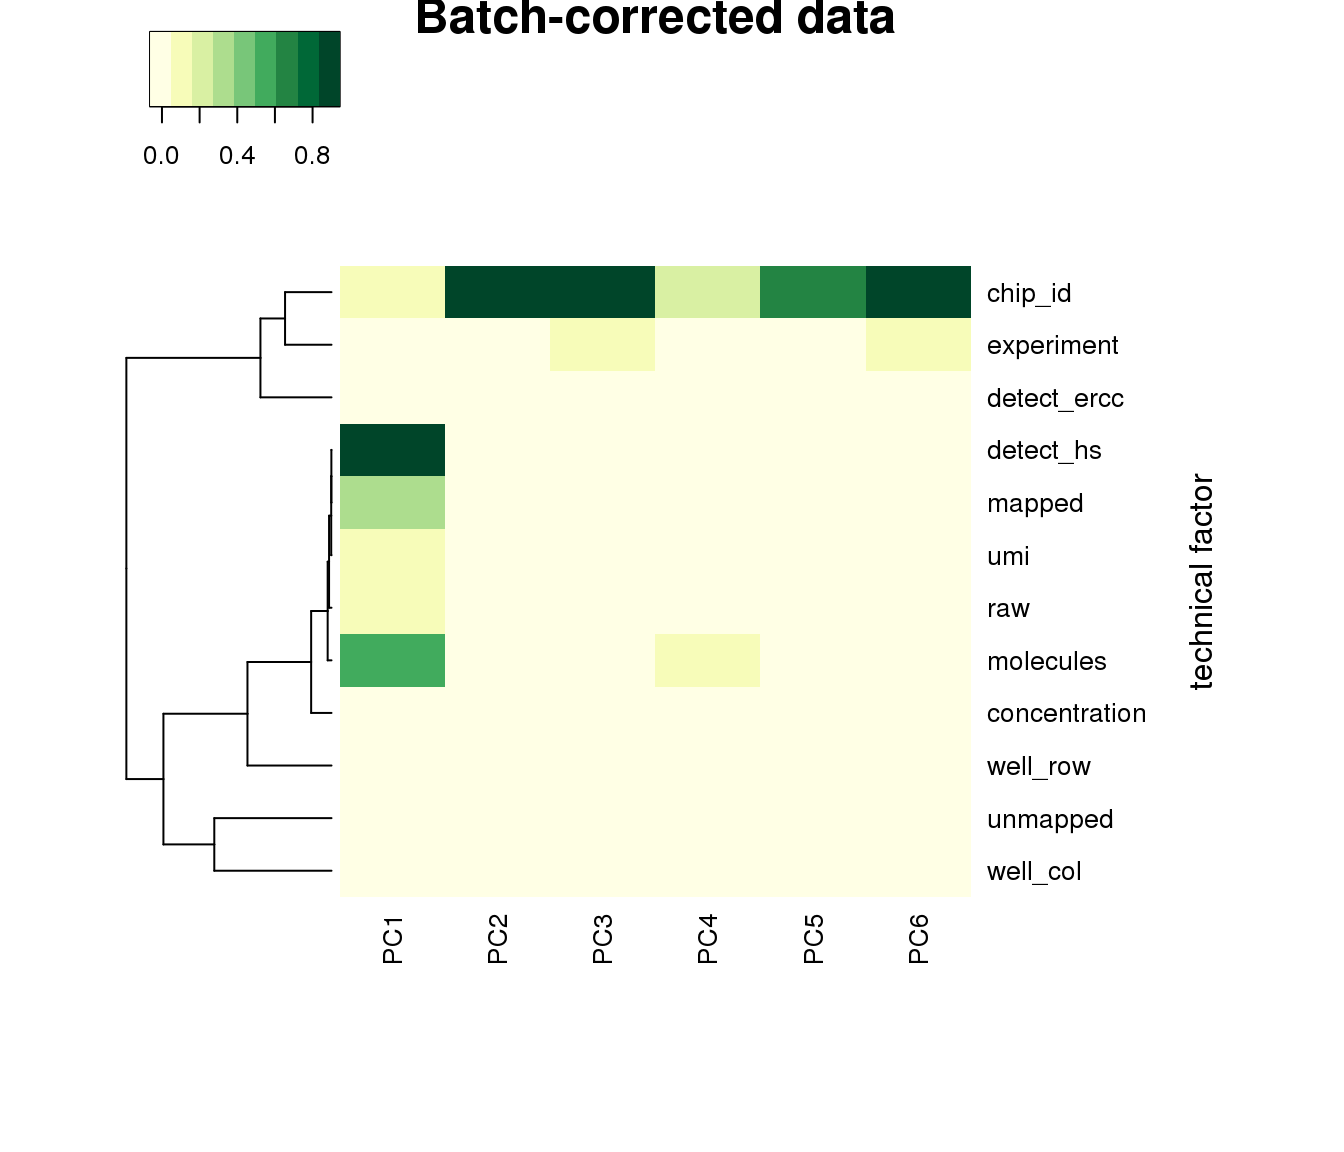 Batch-corrected data
0.0 0.4 0.8
chip_id
experiment
detect_ercc
detect_hs
mapped
umi
raw
molecules
concentration
well_row
unmapped
well_col
technical factor
PC1 PC2 PC3 PC4 PC5 PC6